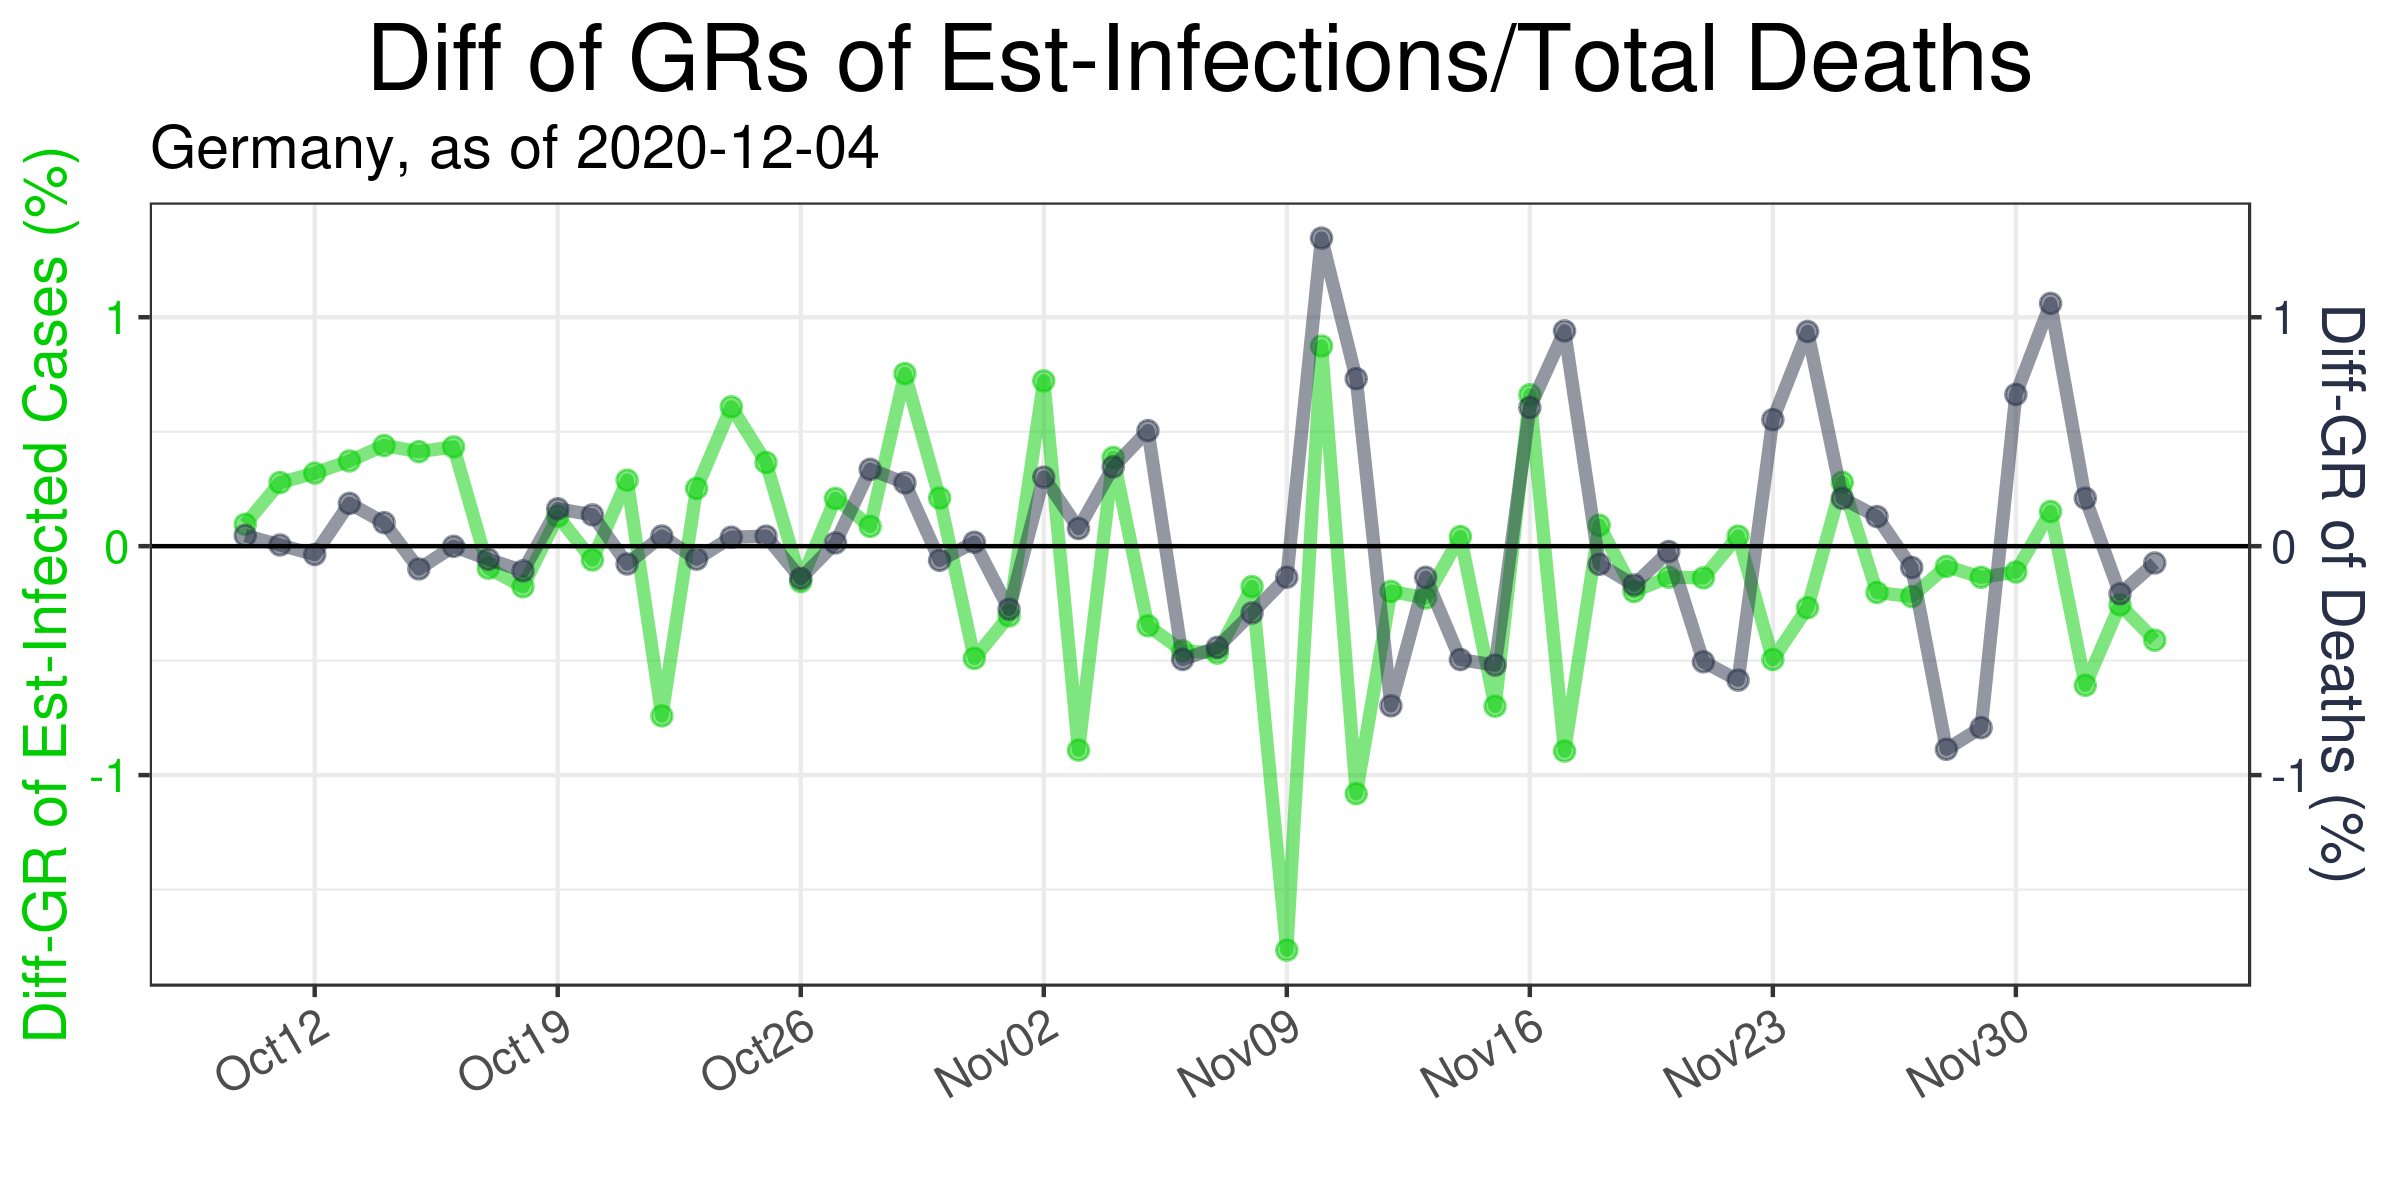 Diff of GRs of Est-Infections/Total Deaths
Germany, as of 2020-12-04
Diff-GR of Est-Infected Cases (%)
1
0
-1
1
0
-1
Diff-GR of Deaths (%)
Oct12
Oct19
Oct26
Nov02
Nov09
Nov16
Nov23
Nov30